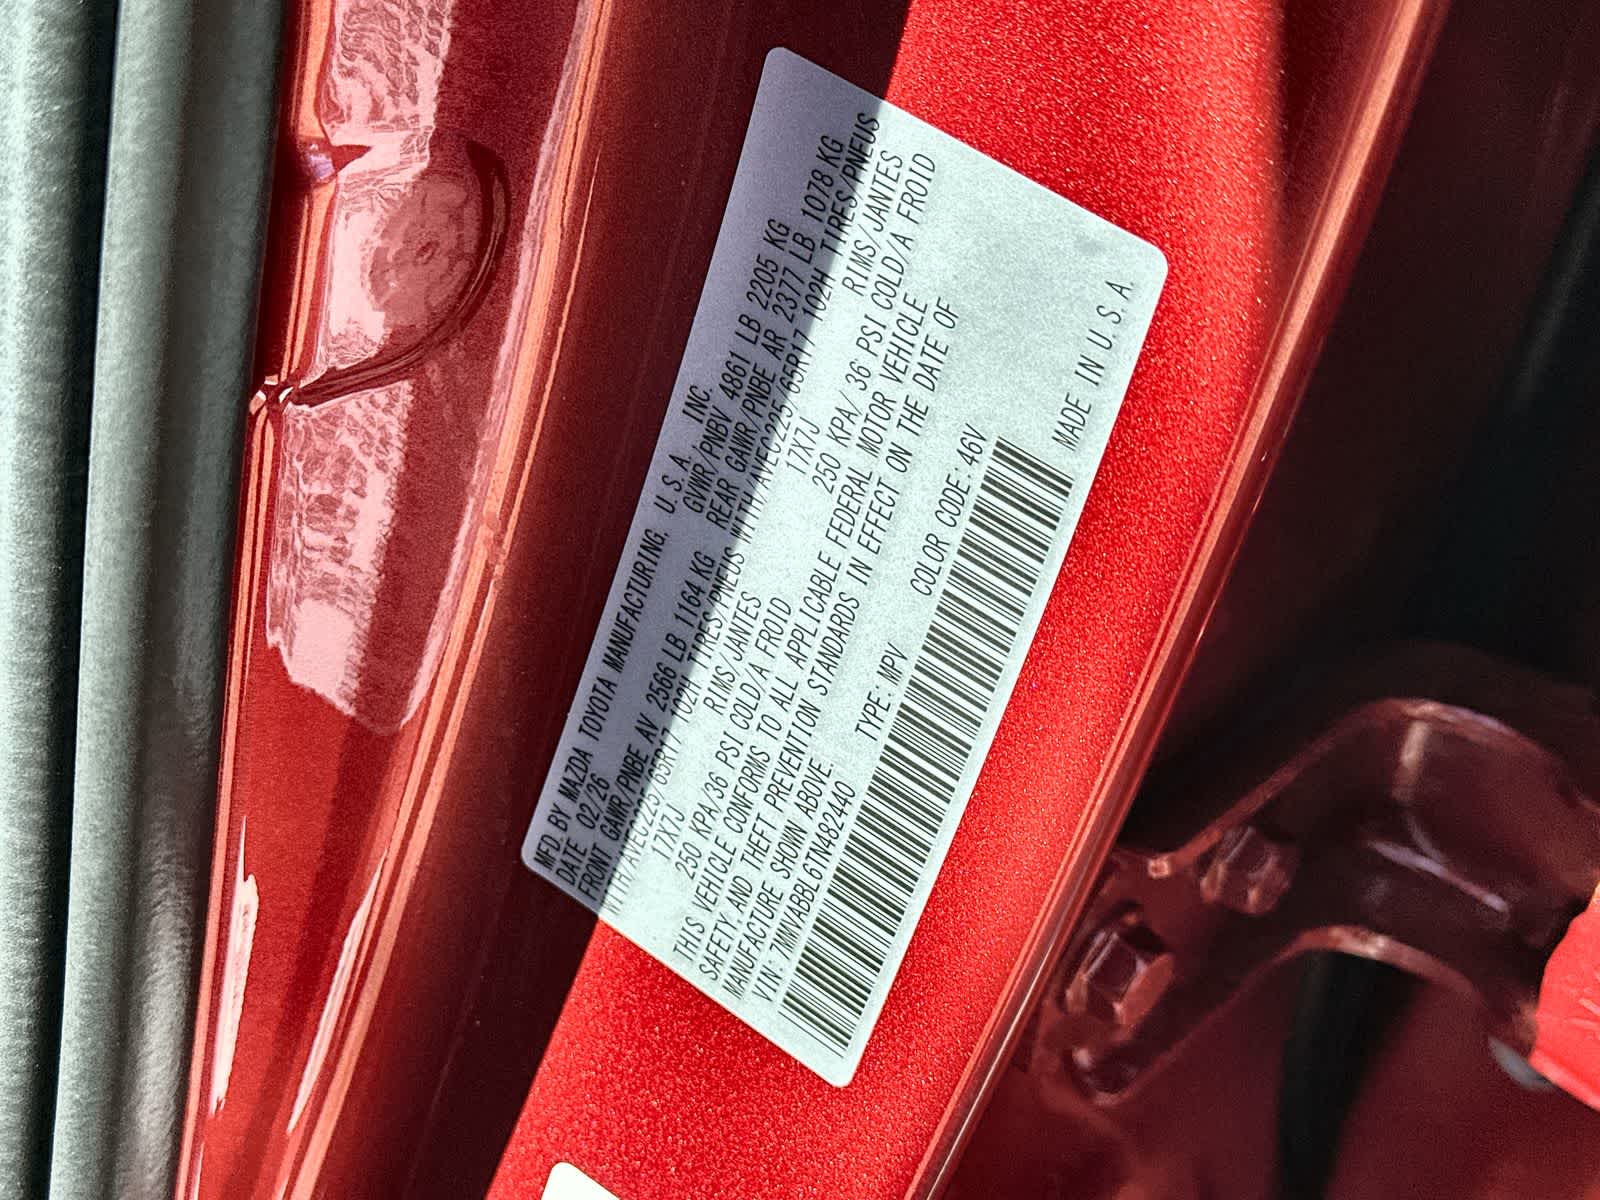 MFD. BY MAZDA TOYOTA MANUFACTURING, U.S.A. INC.
DATE 02/26 GVWR/PNBV 4861 LB 2205 KG
FRONT GAWR/PNBE AV 2566 LB 1164 KG REAR GAWR/PNBE AR 2377 LB 1078 KG
WITH/AVEC225/65R17 102H TIRES/PNEUS WITH/AVEC225/65R17 102H TIRES/PNEUS
17X7J RIMS/JANTES 17X7J RIMS/JANTES
250 KPA/36 PSI COLD/A FROID 250 KPA/ 36 PSI COLD/A FROID
THIS VEHICLE CONFORMS TO ALL APPLICABLE FEDERAL MOTOR VEHICLE
SAFETY AND THEFT PREVENTION STANDARDS IN EFFECT ON THE DATE OF
MANUFACTURE SHOWN ABOVE.
VIN: 7MMVABBL6TN482440 TYPE: MPV COLOR CODE: 46V
MADE IN U.S.A.